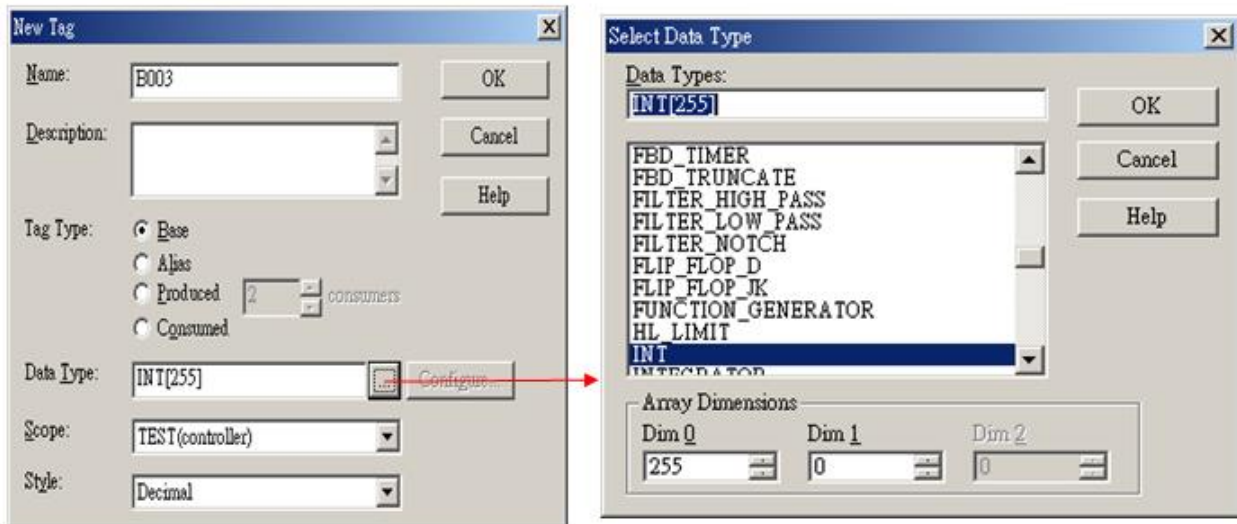 New Tag
Name:
B003
OK
Description:
Cancel
Help
Tag Type:
Base
Alias
Produced
2
consumers
Consumed
Data Type:
INT[255]
...
Configure...
Scope:
TEST(controller)
Style:
Decimal
Select Data Type
Data Types:
INT[255]
OK
Cancel
Help
FBD_TIMER
FBD_TRUNCATE
FILTER_HIGH_PASS
FILTER_LOW_PASS
FILTER_NOTCH
FLIP_FLOP_D
FLIP_FLOP_JK
FUNCTION_GENERATOR
HL_LIMIT
INT
INTEGRATOR
Array Dimensions
Dim 0 Dim 1 Dim 2
255 0 0